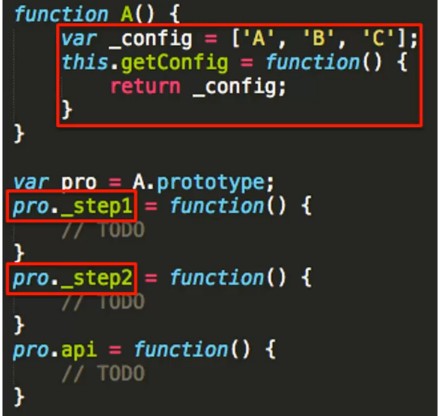 function A() {
    var _config = ['A', 'B', 'C'];
    this.getConfig = function() {
        return _config;
    }
}
var pro = A.prototype;
pro._step1 = function() {
    // TODO
}
pro._step2 = function() {
    // TODO
}
pro.api = function() {
    // TODO
}